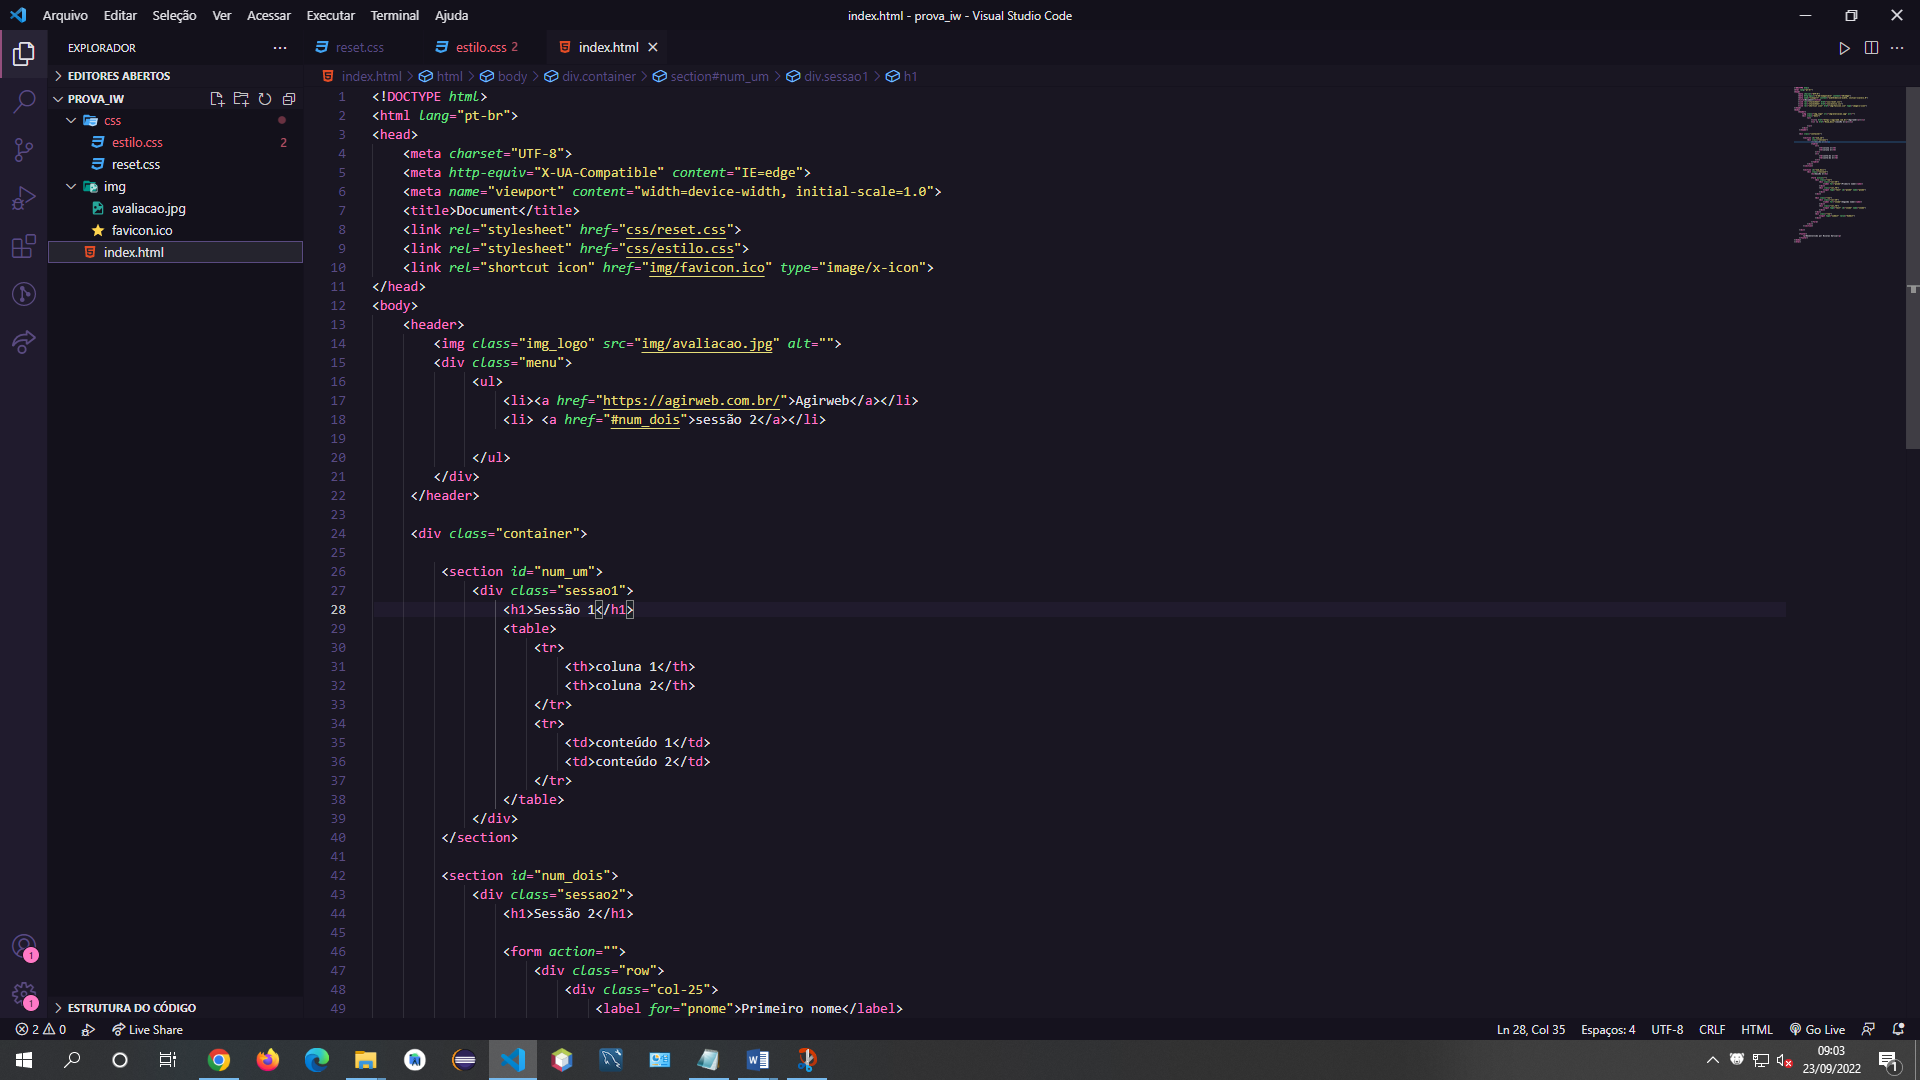 Arquivo Editar Seleção Ver Acessar Executar Terminal Ajuda
index.html - prova_iw - Visual Studio Code
EXPLORADOR
reset.css
estilo.css 2
index.html
EDITORES ABERTOS
index.html > html > body > div.container > section#num_um > div.sessao1 > h1
PROVA_IW
css
estilo.css 2
reset.css
img
avaliacao.jpg
favicon.ico
index.html
1 <!DOCTYPE html>
2 <html lang="pt-br">
3 <head>
4 <meta charset="UTF-8">
5 <meta http-equiv="X-UA-Compatible" content="IE=edge">
6 <meta name="viewport" content="width=device-width, initial-scale=1.0">
7 <title>Document</title>
8 <link rel="stylesheet" href="css/reset.css">
9 <link rel="stylesheet" href="css/estilo.css">
10 <link rel="shortcut icon" href="img/favicon.ico" type="image/x-icon">
11 </head>
12 <body>
13 <header>
14 <img class="img_logo" src="img/avaliacao.jpg" alt="">
15 <div class="menu">
16 <ul>
17 <li><a href="https://agirweb.com.br/">Agirweb</a></li>
18 <li> <a href="#num_dois">sessão 2</a></li>
19
20 </ul>
21 </div>
22 </header>
23
24 <div class="container">
25
26 <section id="num_um">
27 <div class="sessao1">
28 <h1>Sessão 1</h1>
29 <table>
30 <tr>
31 <th>coluna 1</th>
32 <th>coluna 2</th>
33 </tr>
34 <tr>
35 <td>conteúdo 1</td>
36 <td>conteúdo 2</td>
37 </tr>
38 </table>
39 </div>
40 </section>
41
42 <section id="num_dois">
43 <div class="sessao2">
44 <h1>Sessão 2</h1>
45
46 <form action="">
47 <div class="row">
48 <div class="col-25">
49 <label for="pnome">Primeiro nome</label>
1
1
ESTRUTURA DO CÓDIGO
2 0 Live Share
Ln 28, Col 35 Espaços: 4 UTF-8 CRLF HTML Go Live
09:03
23/09/2022
1